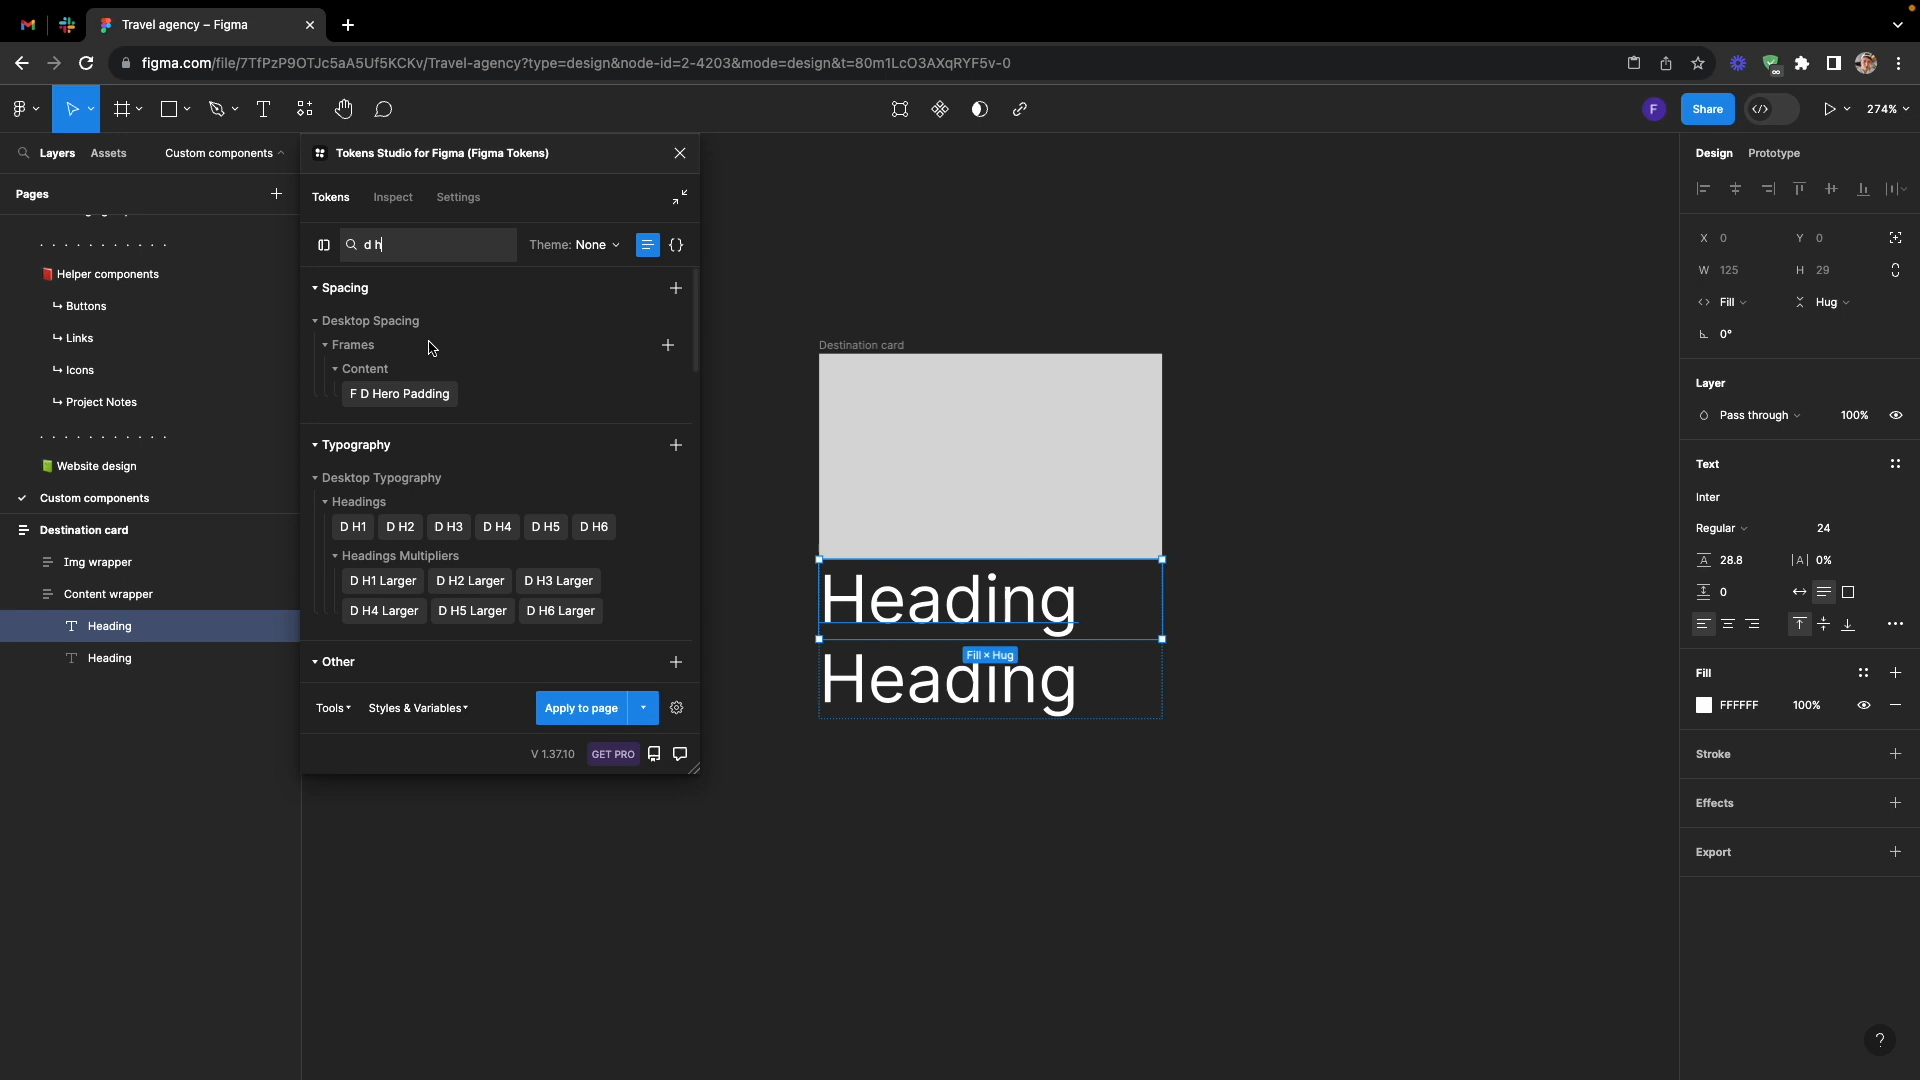 Travel agency – Figma
figma.com/file/7TfPzP9OTJc5aA5Uf5KCKv/Travel-agency?type=design&node-id=2-4203&mode=design&t=80m1LcO3AXqRYF5v-0
F
Share
274%
Layers
Assets
Custom components
Pages
Helper components
Buttons
Links
Icons
Project Notes
Website design
Custom components
Destination card
Img wrapper
Content wrapper
Heading
Heading
Tokens Studio for Figma (Figma Tokens)
Tokens
Inspect
Settings
d h
Theme: None
Spacing
Desktop Spacing
Frames
Content
F D Hero Padding
Typography
Desktop Typography
Headings
D H1
D H2
D H3
D H4
D H5
D H6
Headings Multipliers
D H1 Larger
D H2 Larger
D H3 Larger
D H4 Larger
D H5 Larger
D H6 Larger
Other
Tools
Styles & Variables
Apply to page
V 1.37.10
GET PRO
Destination card
Heading
Fill × Hug
Heading
Design
Prototype
X 0
Y 0
W 125
H 29
Fill
Hug
0°
Layer
Pass through
100%
Text
Inter
Regular
24
28.8
0%
0
Fill
FFFFFF
100%
Stroke
Effects
Export
?